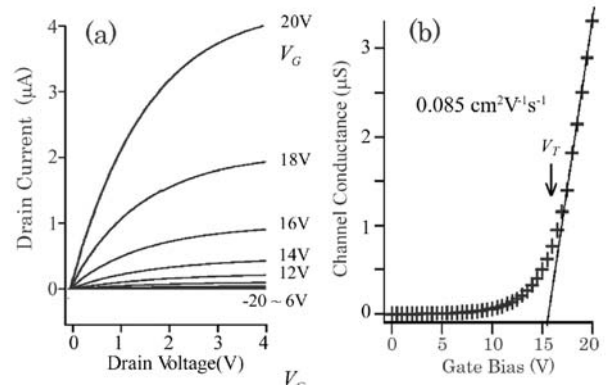 (a)
20V
V_G
18V
16V
14V
12V
-20 ~ 6V
4
3
2
1
0
Drain Current (μA)
0 1 2 3 4
Drain Voltage(V)
V_G
(b)
0.085 cm²V⁻¹s⁻¹
V_T
3
2
1
0
Channel Conductance (μS)
0 5 10 15 20
Gate Bias (V)